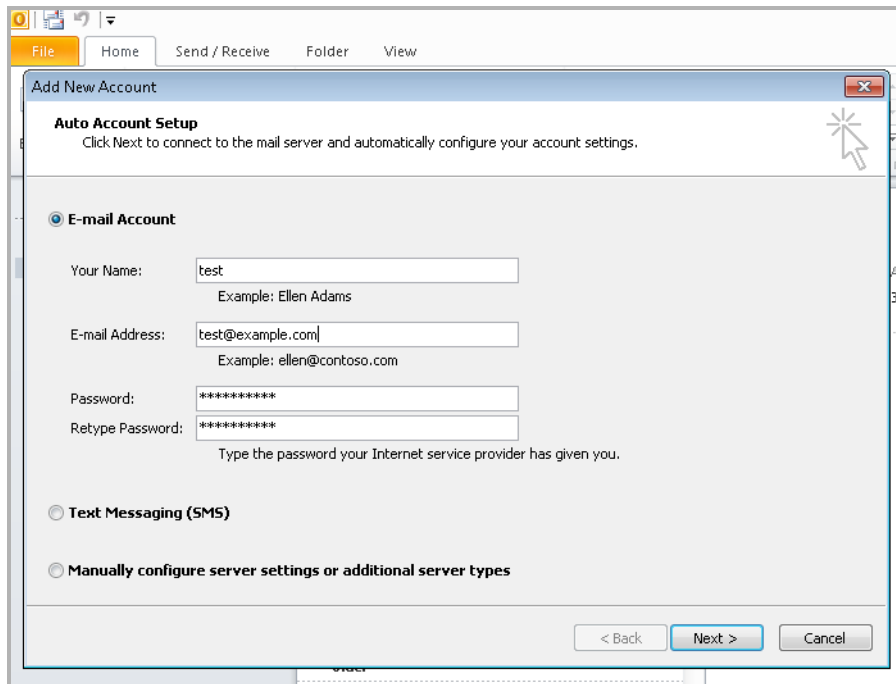 File Home Send / Receive Folder View
Add New Account
Auto Account Setup
Click Next to connect to the mail server and automatically configure your account settings.
E-mail Account
Your Name: test
Example: Ellen Adams
E-mail Address: test@example.com
Example: ellen@contoso.com
Password: **********
Retype Password: **********
Type the password your Internet service provider has given you.
Text Messaging (SMS)
Manually configure server settings or additional server types
< Back Next > Cancel